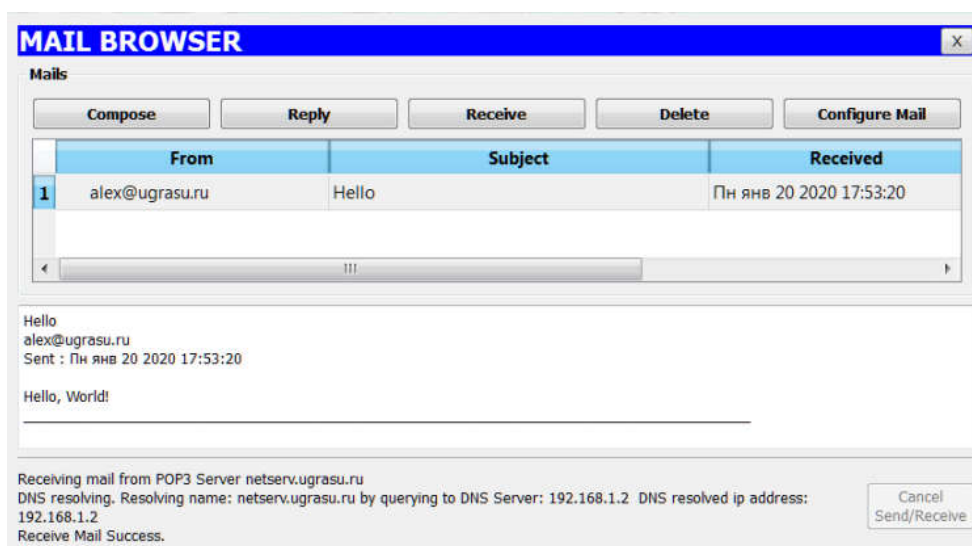 MAIL BROWSER
X
Mails
Compose Reply Receive Delete Configure Mail
From Subject Received
1 alex@ugrasu.ru Hello Пн янв 20 2020 17:53:20
Hello
alex@ugrasu.ru
Sent : Пн янв 20 2020 17:53:20
Hello, World!
Receiving mail from POP3 Server netserv.ugrasu.ru
DNS resolving. Resolving name: netserv.ugrasu.ru by querying to DNS Server: 192.168.1.2 DNS resolved ip address:
192.168.1.2
Receive Mail Success.
Cancel
Send/Receive